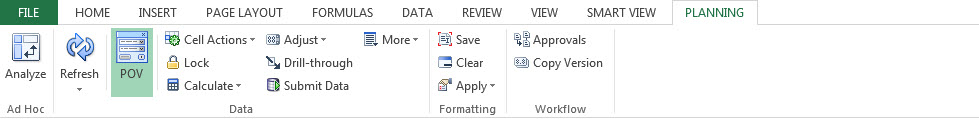 FILE HOME INSERT PAGE LAYOUT FORMULAS DATA REVIEW VIEW SMART VIEW PLANNING
Cell Actions Adjust More Save Approvals
Lock Drill-through Clear Copy Version
Analyze Refresh POV Calculate Submit Data Apply
Ad Hoc Data Formatting Workflow